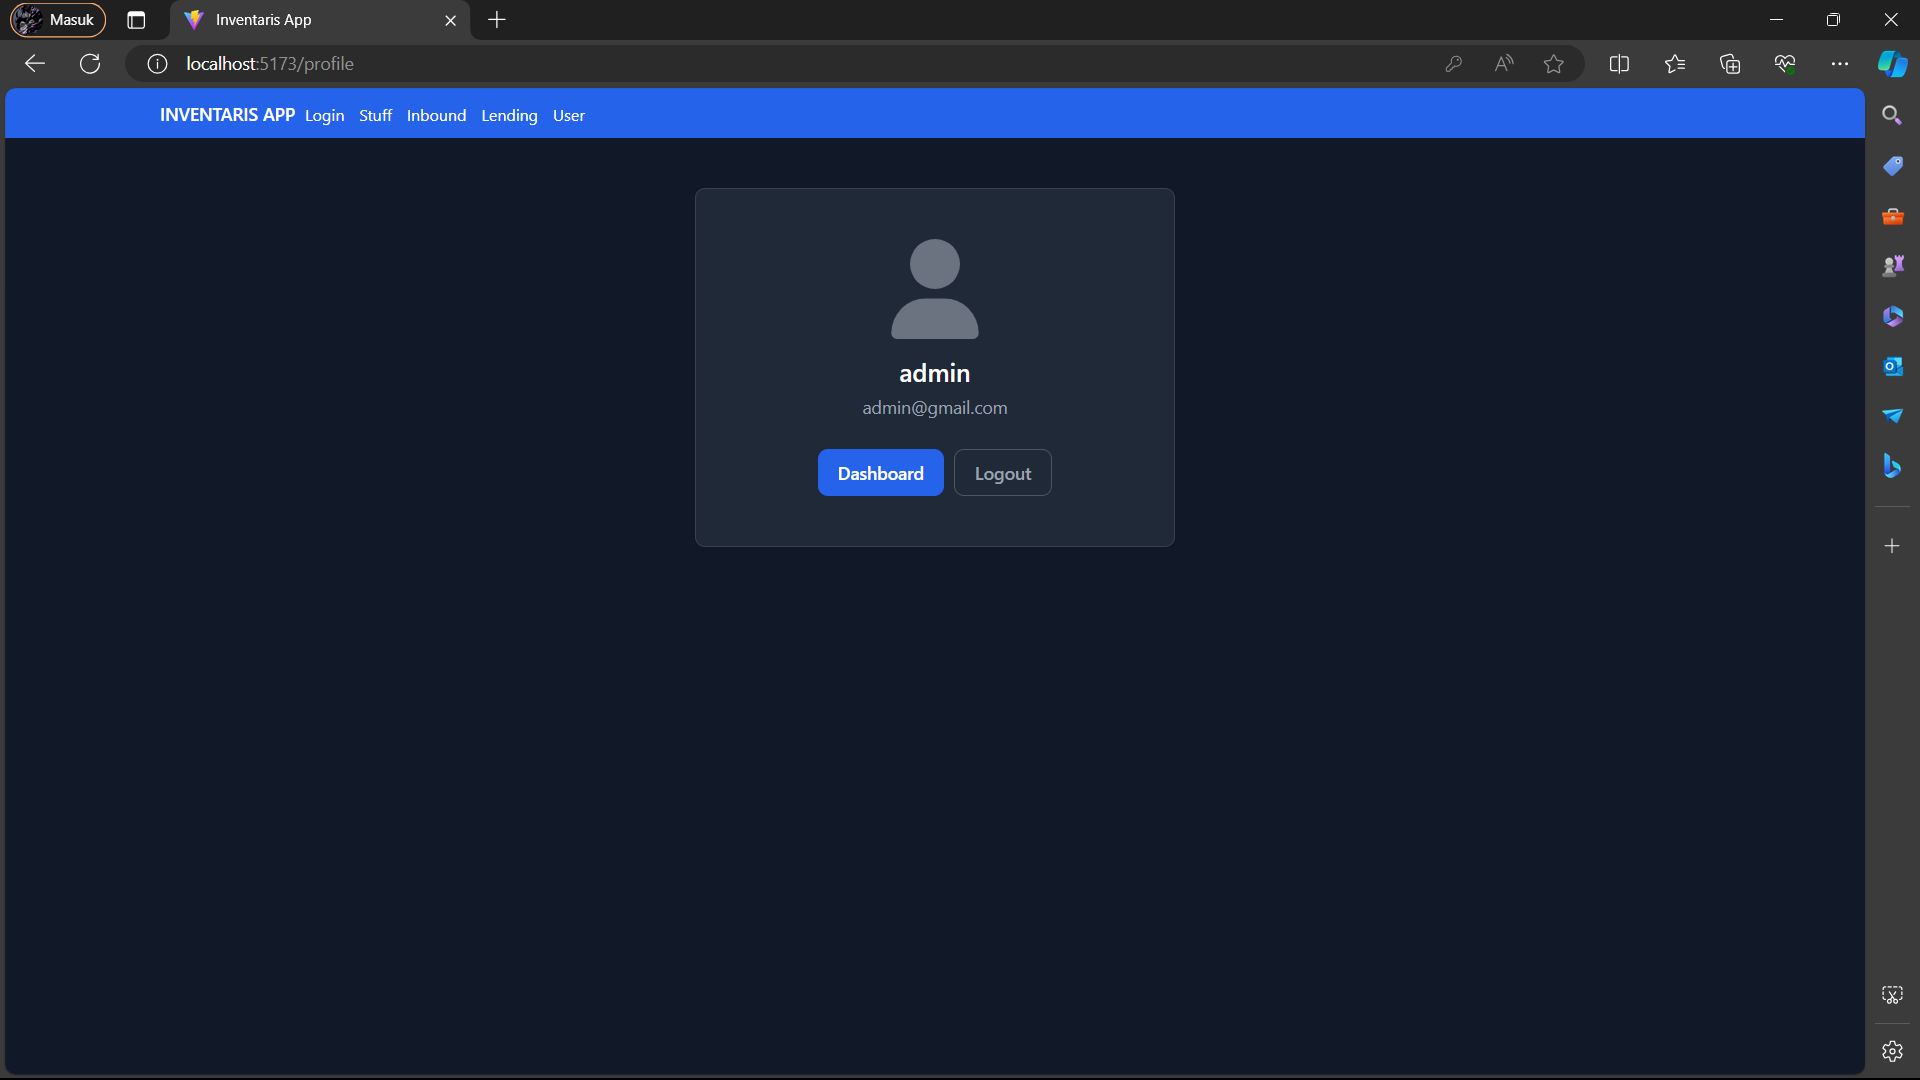 Masuk
Inventaris App
localhost:5173/profile
INVENTARIS APP Login Stuff Inbound Lending User
admin
admin@gmail.com
Dashboard Logout